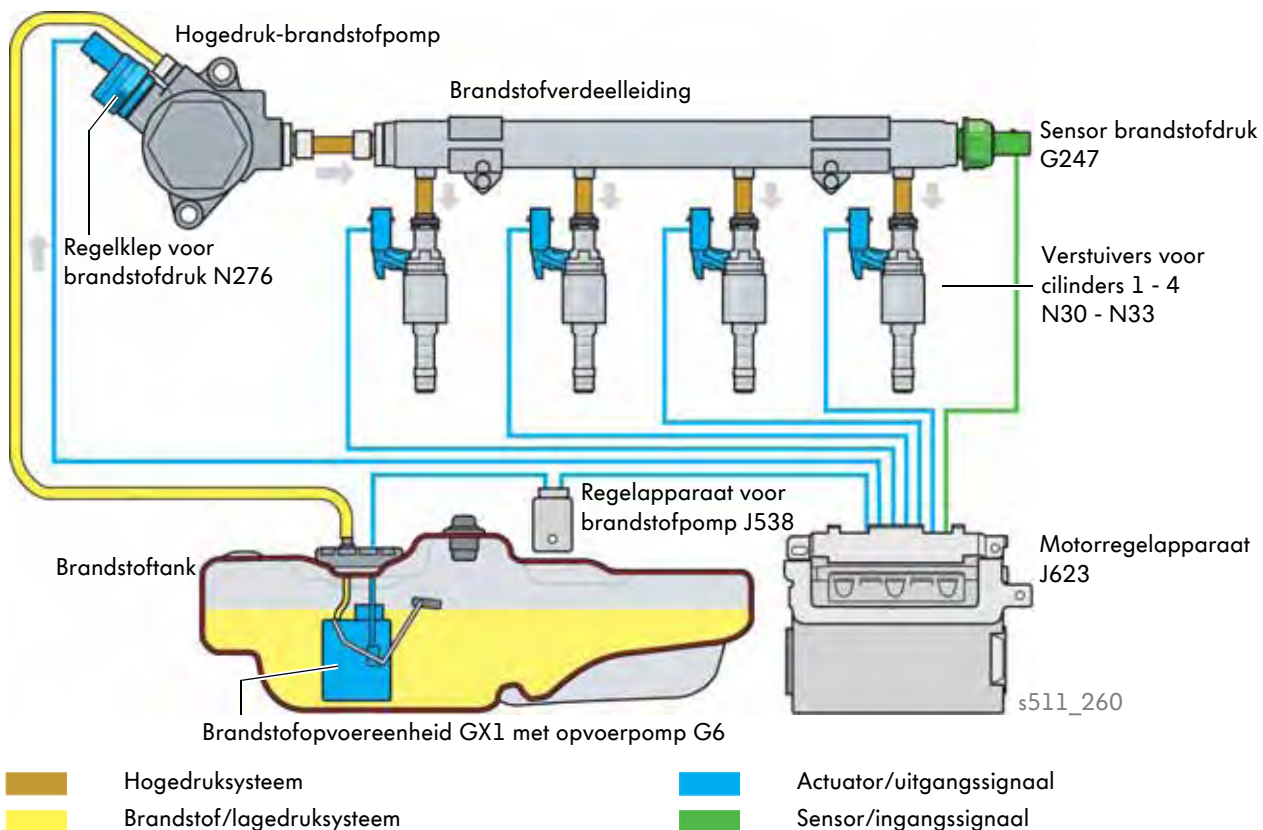 Hogedruk-brandstofpomp
Brandstofverdeelleiding
Sensor brandstofdruk
G247
Regelklep voor
brandstofdruk N276
Verstuivers voor
cilinders 1 - 4
N30 - N33
Regelapparaat voor
brandstofpomp J538
Brandstoftank
Motorregelapparaat
J623
s511_260
Brandstofopvoereenheid GX1 met opvoerpomp G6
Hogedruksysteem
Actuator/uitgangssignaal
Brandstof/lagedruksysteem
Sensor/ingangssignaal